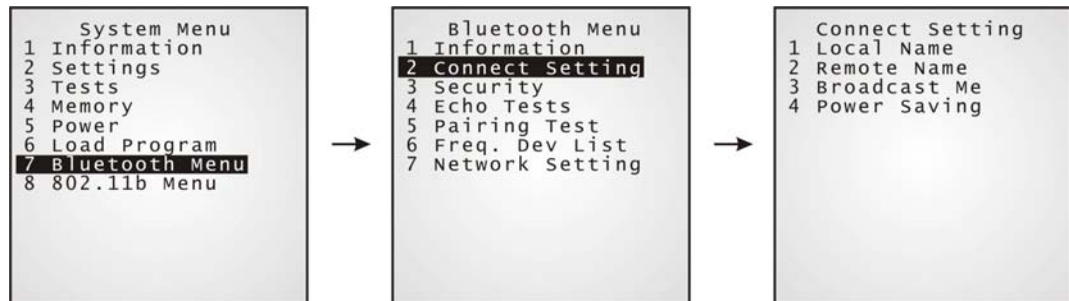 System Menu
1 Information
2 Settings
3 Tests
4 Memory
5 Power
6 Load Program
7 Bluetooth Menu
8 802.11b Menu
Bluetooth Menu
1 Information
2 Connect Setting
3 Security
4 Echo Tests
5 Pairing Test
6 Freq. Dev List
7 Network Setting
Connect Setting
1 Local Name
2 Remote Name
3 Broadcast Me
4 Power Saving